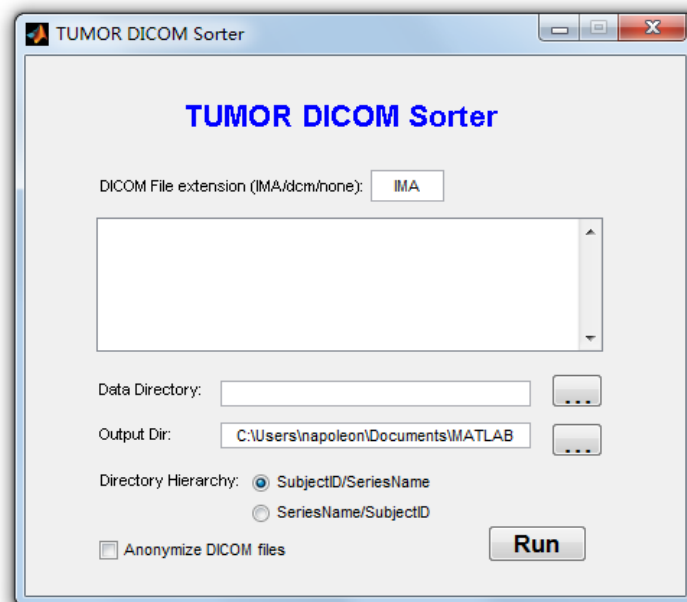 TUMOR DICOM Sorter
TUMOR DICOM Sorter
DICOM File extension (IMA/dcm/none): IMA
Data Directory: ...
Output Dir: C:\Users\napoleon\Documents\MATLAB ...
Directory Hierarchy: SubjectID/SeriesName
SeriesName/SubjectID
Anonymize DICOM files Run